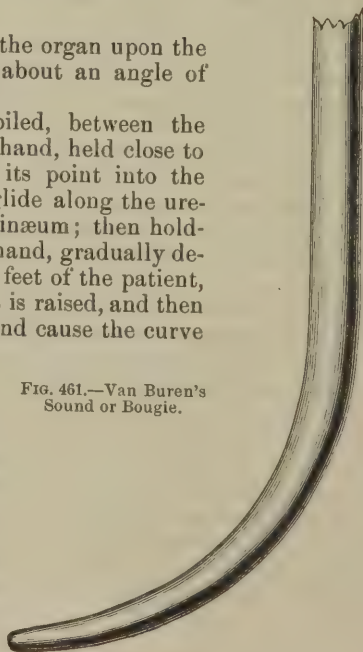 the organ upon the
about an angle of
oiled, between the
hand, held close to
its point into the
glide along the ure-
inæum; then hold-
hand, gradually de-
feet of the patient,
is raised, and then
and cause the curve
FIG. 461.—Van Buren's
Sound or Bougie.